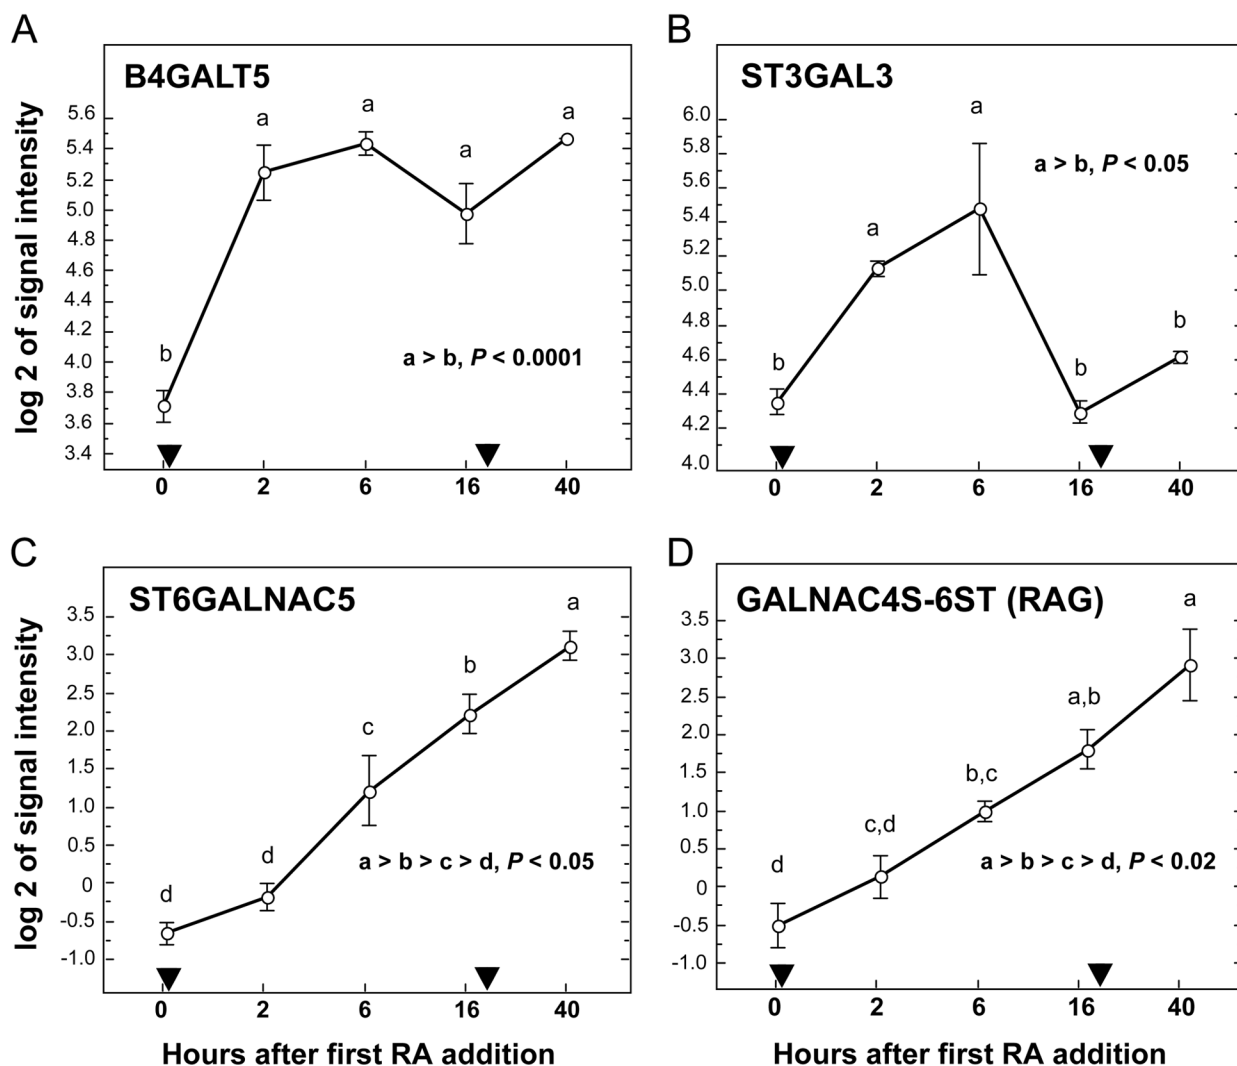 A
B4GALT5
log 2 of signal intensity
5.6
5.4
5.2
5.0
4.8
4.6
4.4
4.2
4.0
3.8
3.6
3.4
b
a
a
a
a
a > b, P < 0.0001
0 2 6 16 40
B
ST3GAL3
6.0
5.8
5.6
5.4
5.2
5.0
4.8
4.6
4.4
4.2
4.0
b
a
a
b
b
a > b, P < 0.05
0 2 6 16 40
C
ST6GALNAC5
log 2 of signal intensity
3.5
3.0
2.5
2.0
1.5
1.0
0.5
0
-0.5
-1.0
d
d
c
b
a
a > b > c > d, P < 0.05
0 2 6 16 40
Hours after first RA addition
D
GALNAC4S-6ST (RAG)
3.5
3.0
2.5
2.0
1.5
1.0
0.5
0
-0.5
-1.0
d
c,d
b,c
a,b
a
a > b > c > d, P < 0.02
0 2 6 16 40
Hours after first RA addition